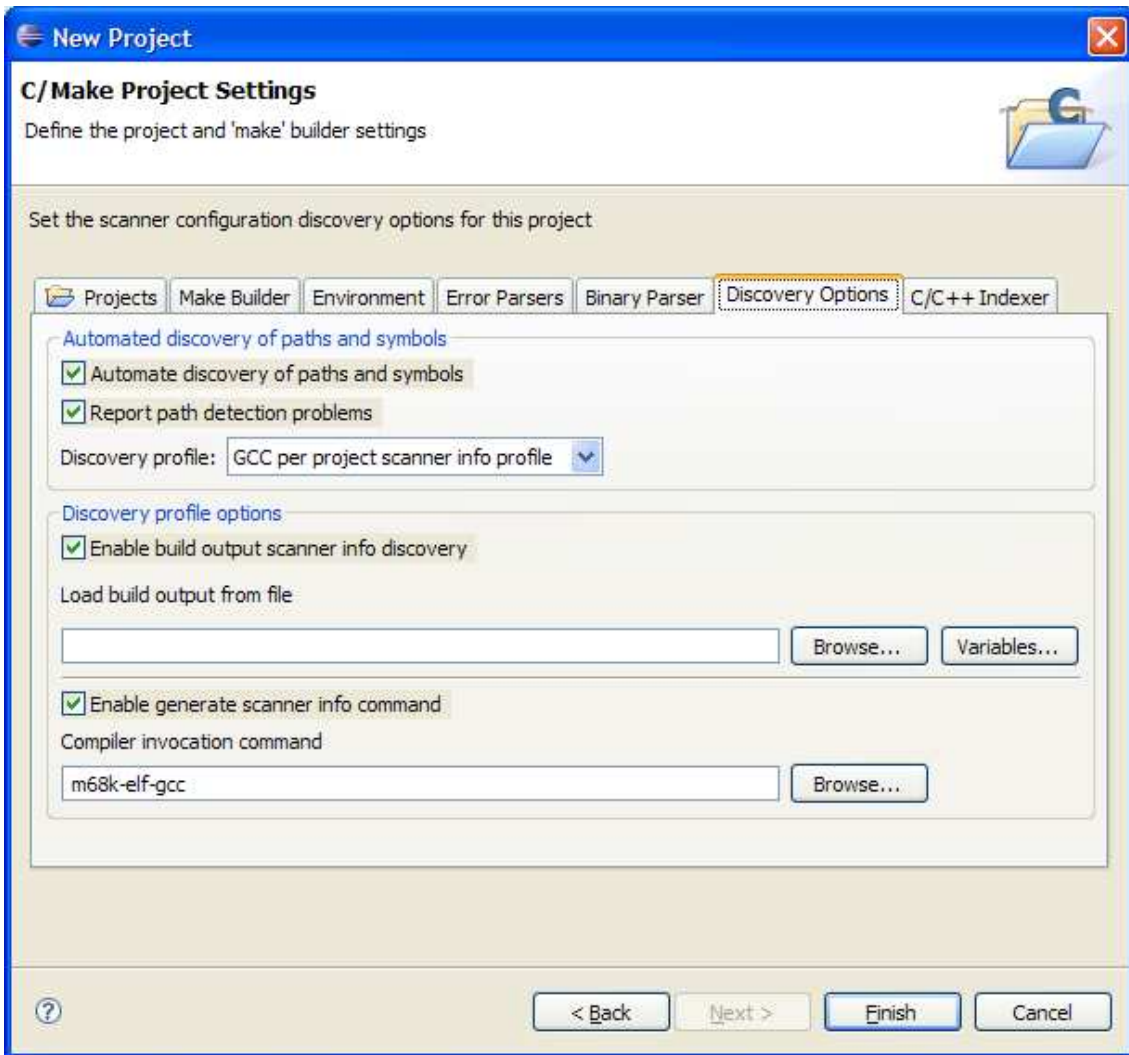 New Project
C/Make Project Settings
Define the project and 'make' builder settings
C
Set the scanner configuration discovery options for this project
Projects Make Builder Environment Error Parsers Binary Parser Discovery Options C/C++ Indexer
Automated discovery of paths and symbols
Automate discovery of paths and symbols
Report path detection problems
Discovery profile: GCC per project scanner info profile
Discovery profile options
Enable build output scanner info discovery
Load build output from file
Browse... Variables...
Enable generate scanner info command
Compiler invocation command
m68k-elf-gcc Browse...
? < Back Next > Finish Cancel